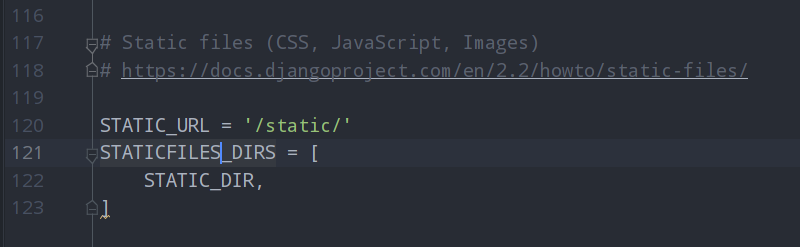 116
117 # Static files (CSS, JavaScript, Images)
118 # https://docs.djangoproject.com/en/2.2/howto/static-files/
119
120 STATIC_URL = '/static/'
121 STATICFILES_DIRS = [
122     STATIC_DIR,
123 ]